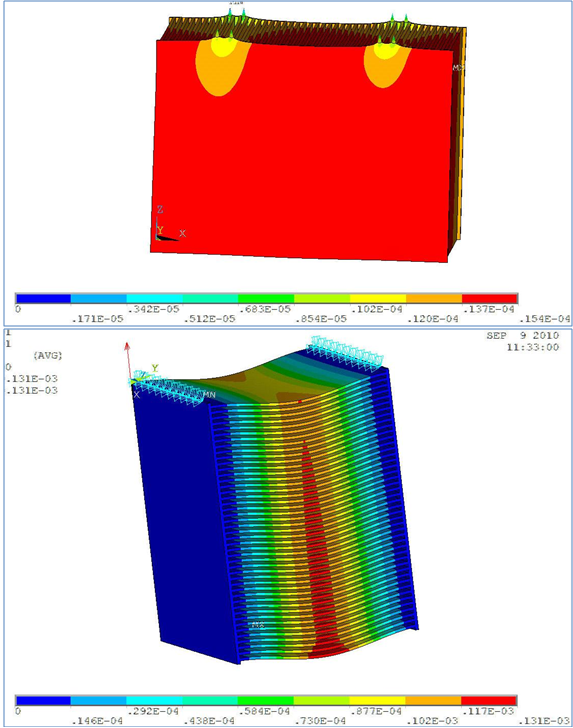 MX
Z
Y
X
0 .342E-05 .683E-05 .102E-04 .137E-04
.171E-05 .512E-05 .854E-05 .120E-04 .154E-04
1
1
SEP 9 2010
(AVG)
11:33:00
0
.131E-03
.131E-03
Z Y
X
MN
MX
0 .292E-04 .584E-04 .877E-04 .117E-03
.146E-04 .438E-04 .730E-04 .102E-03 .131E-03